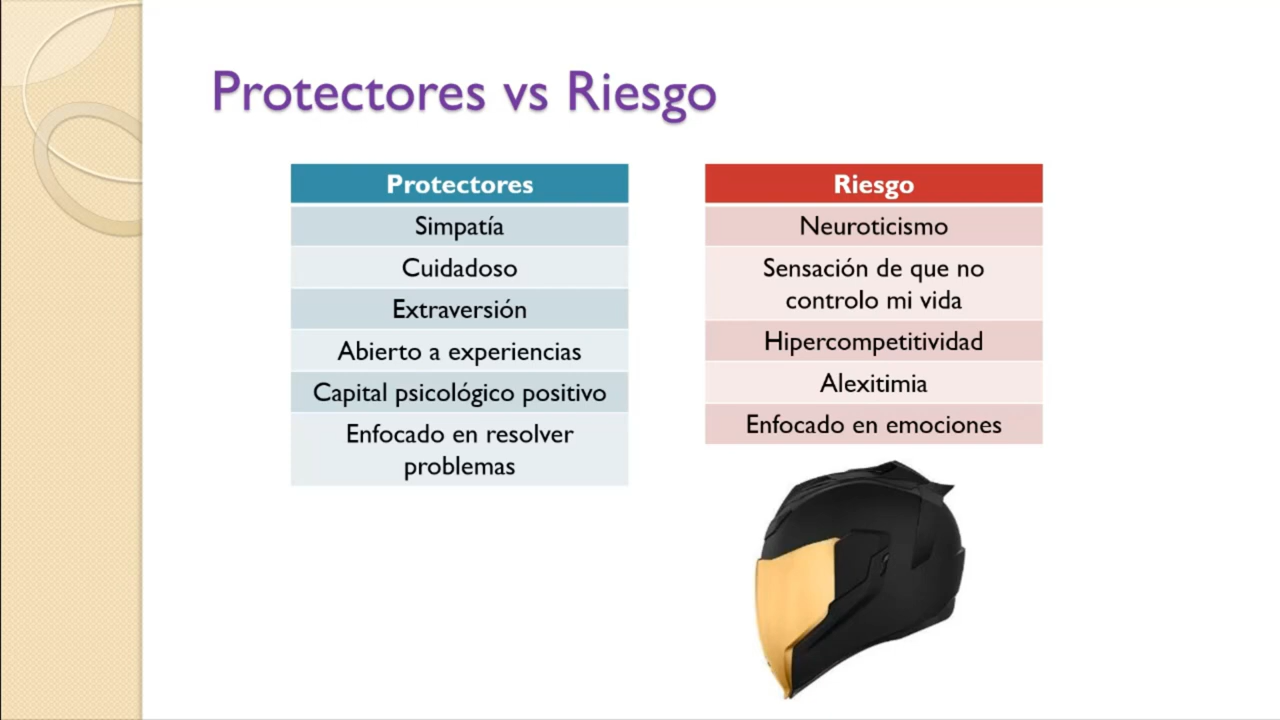 Protectores vs Riesgo
Protectores
Simpatía
Cuidadoso
Extraversión
Abierto a experiencias
Capital psicológico positivo
Enfocado en resolver
problemas
Riesgo
Neuroticismo
Sensación de que no
controlo mi vida
Hipercompetitividad
Alexitimia
Enfocado en emociones